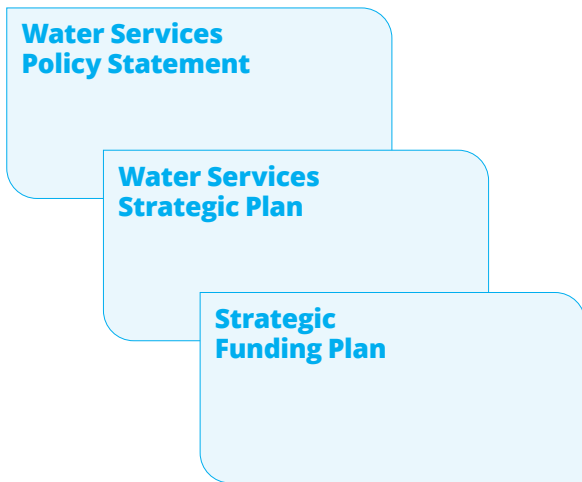 Water Services
Policy Statement
Water Services
Strategic Plan
Strategic
Funding Plan